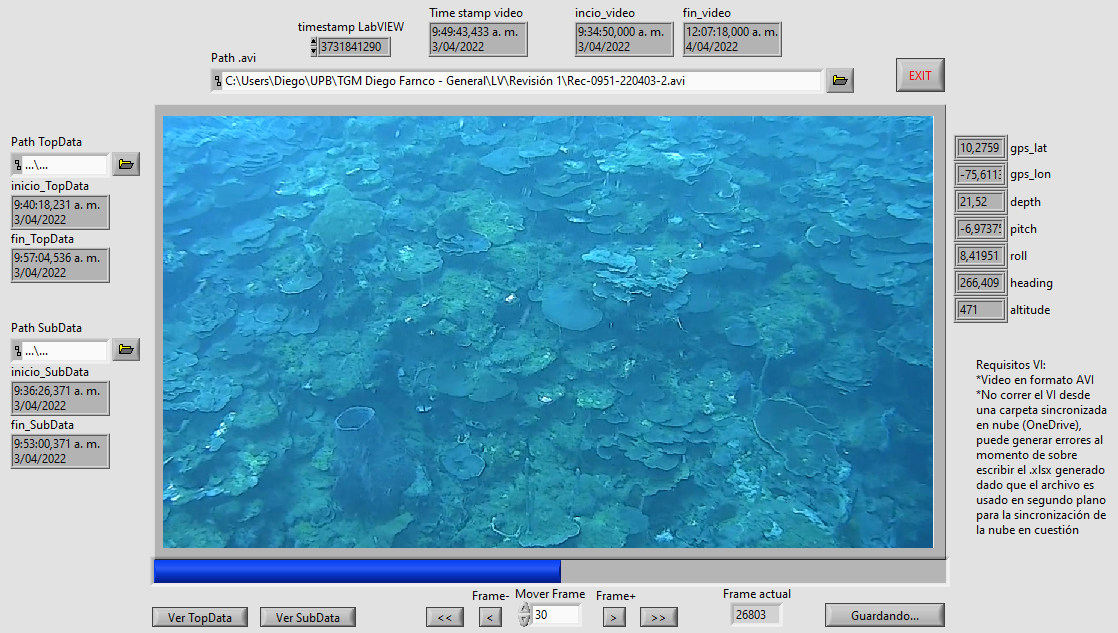 timestamp LabVIEW
3731841290
Time stamp video
9:49:43,433 a. m.
3/04/2022
incio_video
9:34:50,000 a. m.
3/04/2022
fin_video
12:07:18,000 a. m.
4/04/2022
Path .avi
C:\Users\Diego\UPB\TGM Diego Farnco - General\LV\Revisión 1\Rec-0951-220403-2.avi
EXIT
Path TopData
...\...
inicio_TopData
9:40:18,231 a. m.
3/04/2022
fin_TopData
9:57:04,536 a. m.
3/04/2022
Path SubData
...\...
inicio_SubData
9:36:26,371 a. m.
3/04/2022
fin_SubData
9:53:00,371 a. m.
3/04/2022
10,2759 gps_lat
-75,611 gps_lon
21,52 depth
-6,9737 pitch
8,41951 roll
266,409 heading
471 altitude
Requisitos VI:
*Video en formato AVI
*No correr el VI desde
una carpeta sincronizada
en nube (OneDrive),
puede generar errores al
momento de sobre
escribir el .xlsx generado
dado que el archivo es
usado en segundo plano
para la sincronización de
la nube en cuestión
Ver TopData
Ver SubData
<<
Frame-
<
Mover Frame
30
Frame+
>
>>
Frame actual
26803
Guardando...